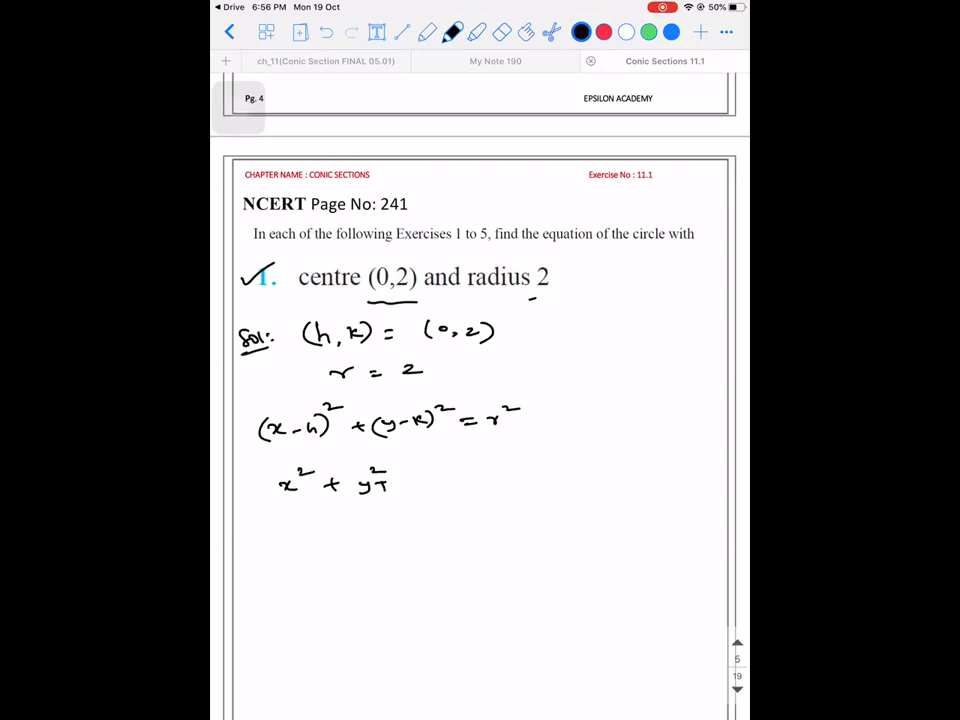 Drive 6:56 PM Mon 19 Oct 50%
ch_11(Conic Section FINAL 05.01) My Note 190 Conic Sections 11.1
Pg. 4 EPSILON ACADEMY
CHAPTER NAME : CONIC SECTIONS Exercise No : 11.1
NCERT Page No: 241
In each of the following Exercises 1 to 5, find the equation of the circle with
1. centre (0,2) and radius 2
Sol: (h, k) = (0, 2)
r = 2
(x - h)² + (y - k)² = r²
x² + y²
5
19